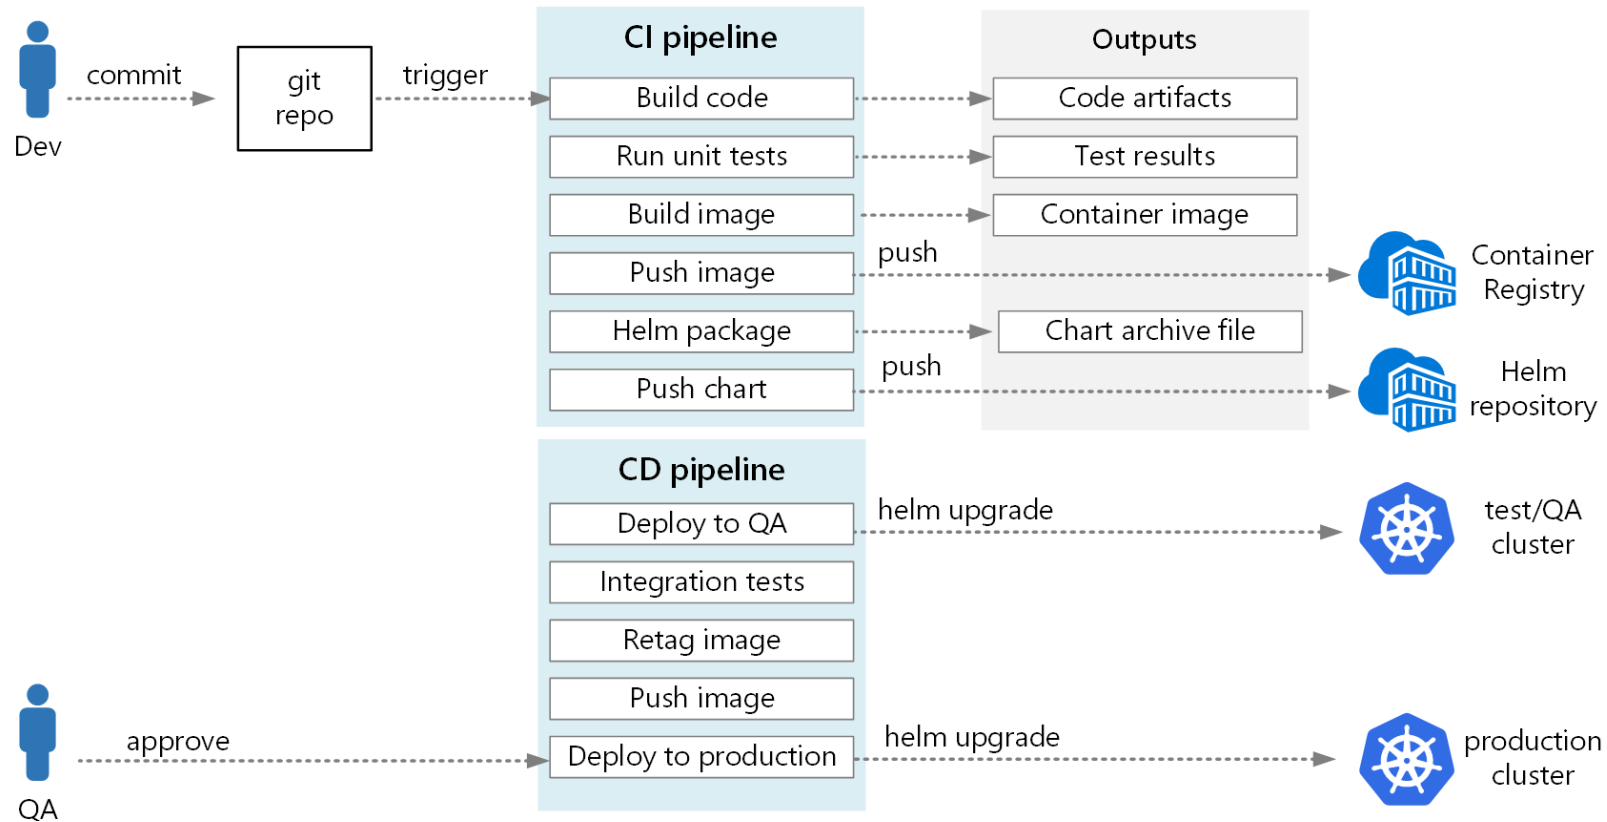 CI pipeline
Outputs
commit
git
repo
trigger
Build code
Code artifacts
Dev
Run unit tests
Test results
Build image
Container image
Push image
push
Container
Registry
Helm package
Chart archive file
Push chart
push
Helm
repository
CD pipeline
Deploy to QA
helm upgrade
test/QA
cluster
Integration tests
Retag image
Push image
approve
Deploy to production
helm upgrade
production
cluster
QA